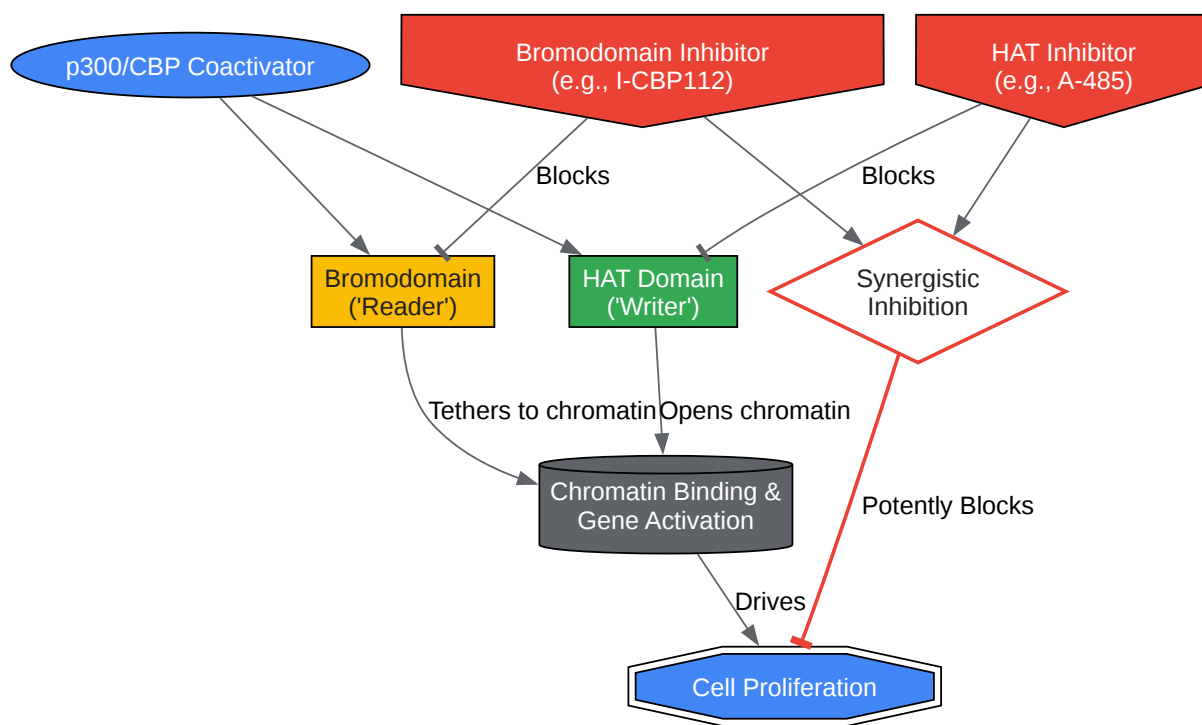 p300/CBP Coactivator
Bromodomain Inhibitor
(e.g., I-CBP112)
HAT Inhibitor
(e.g., A-485)
Blocks
Blocks
Bromodomain
('Reader')
HAT Domain
('Writer')
Synergistic
Inhibition
Tethers to chromatin
Opens chromatin
Chromatin Binding &
Gene Activation
Potently Blocks
Drives
Cell Proliferation